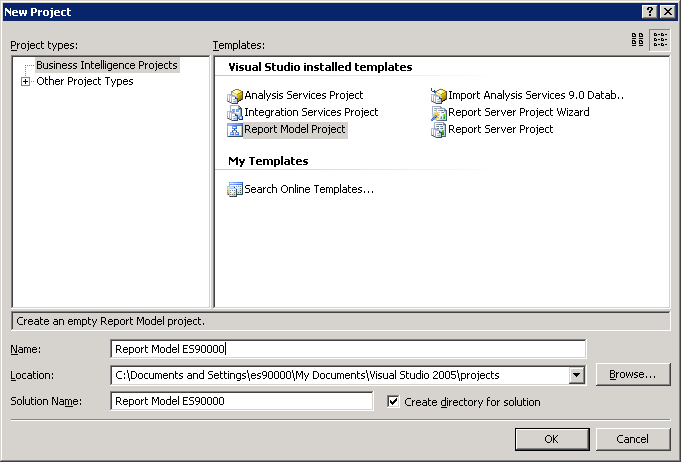 New Project
Project types:
Templates:
Business Intelligence Projects
Other Project Types
Visual Studio installed templates
Analysis Services Project
Import Analysis Services 9.0 Datab..
Integration Services Project
Report Server Project Wizard
Report Model Project
Report Server Project
My Templates
Search Online Templates...
Create an empty Report Model project.
Name:
Report Model ES90000
Location:
C:\Documents and Settings\es90000\My Documents\Visual Studio 2005\projects
Browse...
Solution Name:
Report Model ES90000
Create directory for solution
OK
Cancel